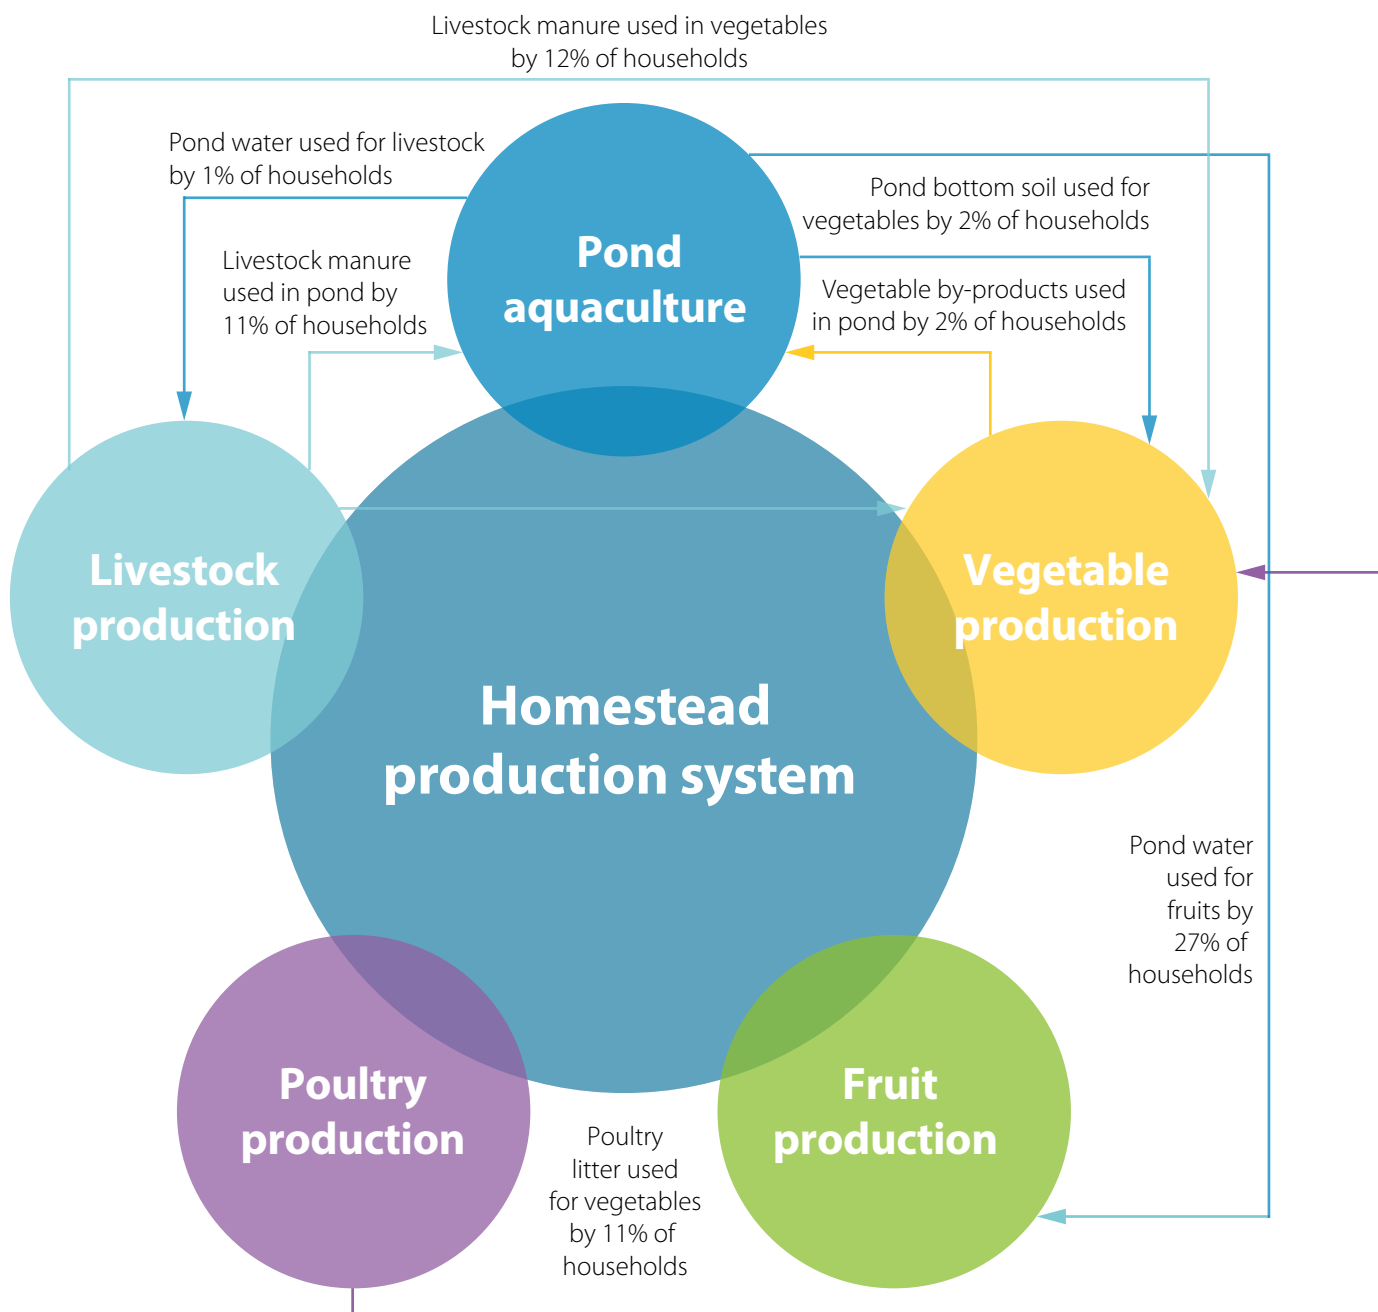 Livestock manure used in vegetables
by 12% of households
Pond water used for livestock
by 1% of households
Pond bottom soil used for
vegetables by 2% of households
Livestock manure
used in pond by
11% of households
Pond
aquaculture
Vegetable by-products used
in pond by 2% of households
Livestock
production
Vegetable
production
Homestead
production system
Pond water
used for
fruits by
27% of
households
Poultry
production
Fruit
production
Poultry
litter used
for vegetables
by 11% of
households